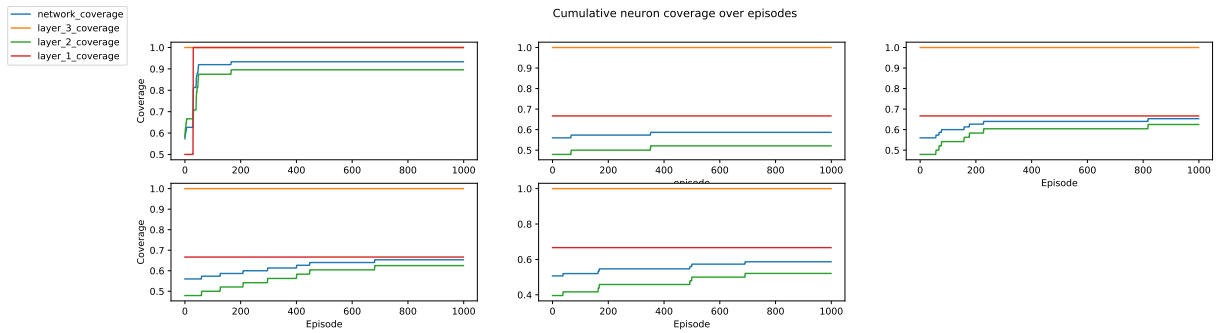 Cumulative neuron coverage over episodes
network_coverage
layer_3_coverage
layer_2_coverage
layer_1_coverage
Coverage
1.0
0.9
0.8
0.7
0.6
0.5
0 200 400 600 800 1000
1.0
0.9
0.8
0.7
0.6
0.5
0 200 400 600 800 1000
episode
1.0
0.9
0.8
0.7
0.6
0.5
0 200 400 600 800 1000
Episode
Coverage
1.0
0.9
0.8
0.7
0.6
0.5
0 200 400 600 800 1000
Episode
1.0
0.8
0.6
0.4
0 200 400 600 800 1000
Episode